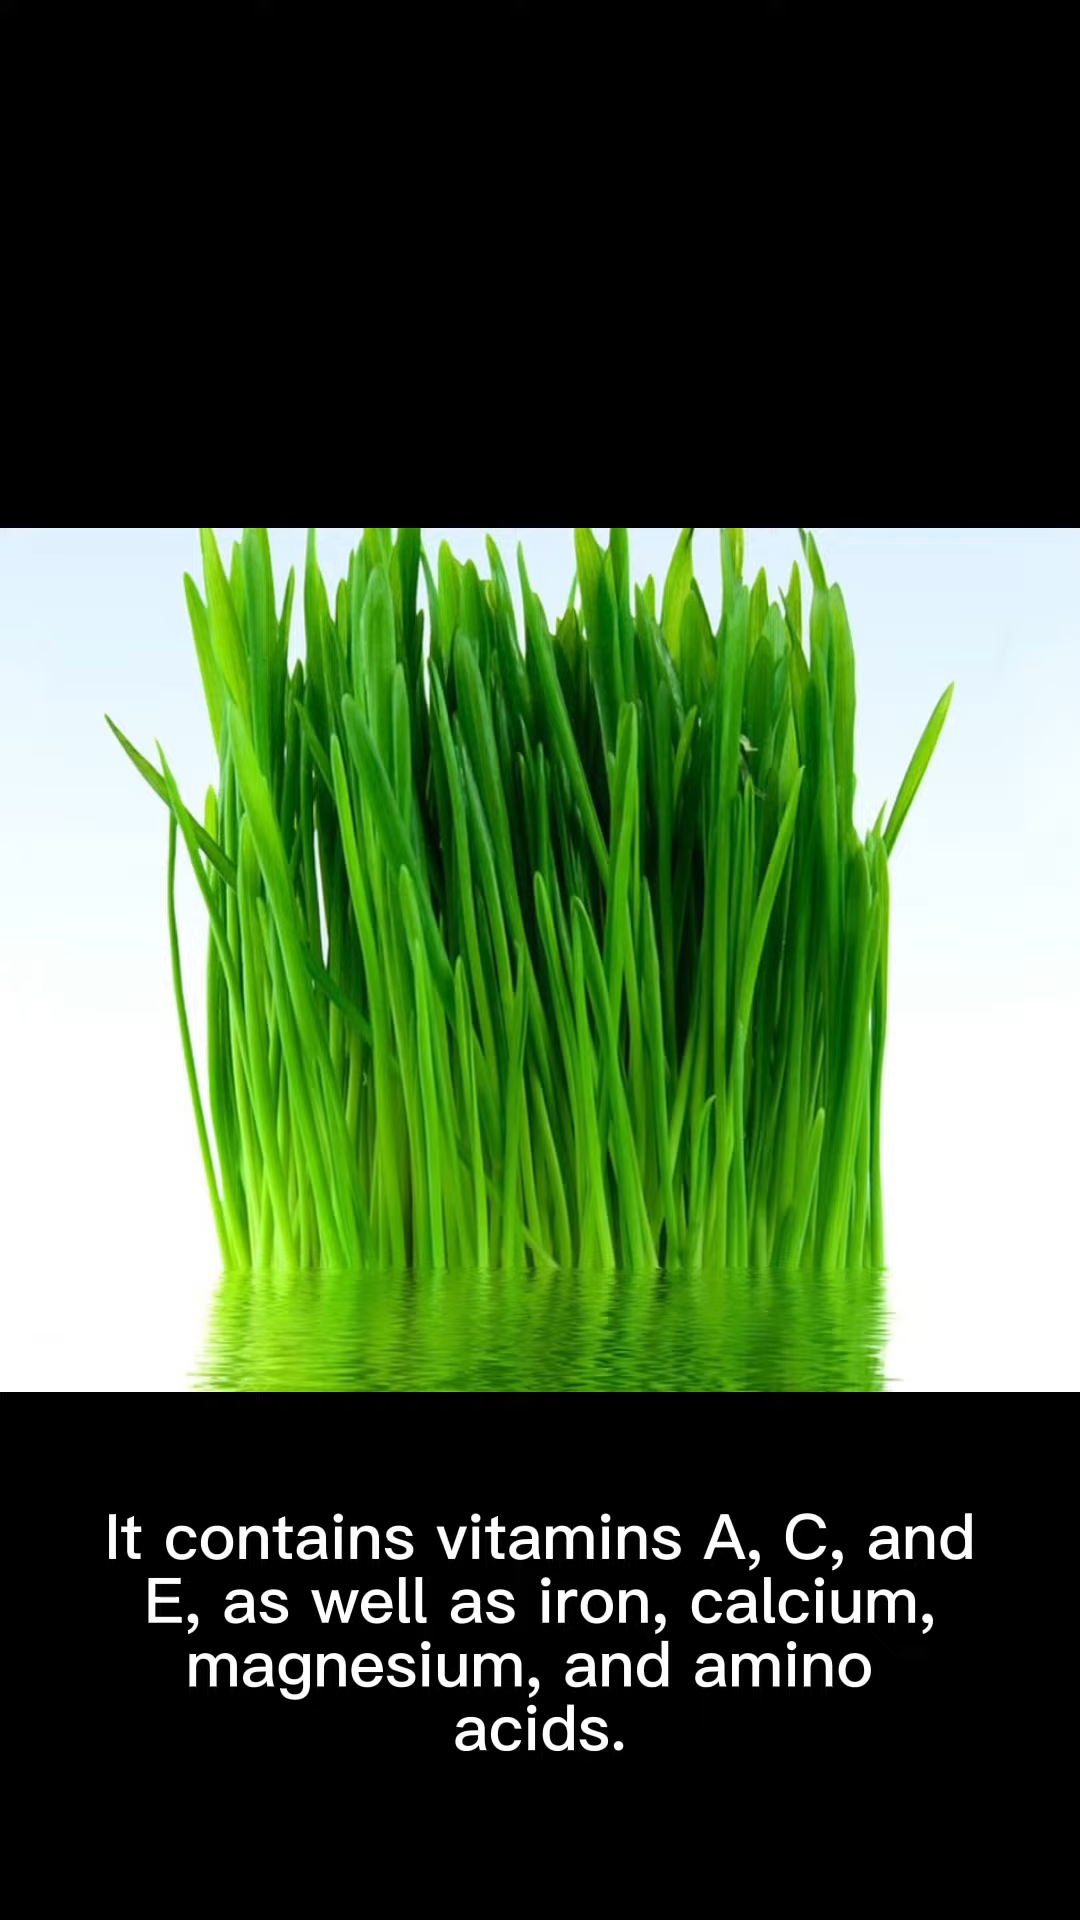 It contains vitamins A, C, and
E, as well as iron, calcium,
magnesium, and amino
acids.